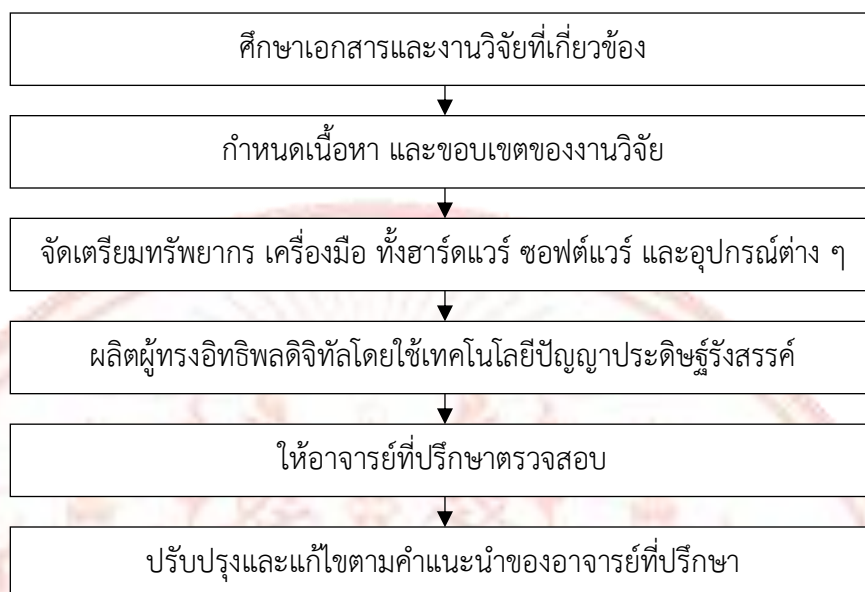 ศึกษาเอกสารและงานวิจัยที่เกี่ยวข้อง
กำหนดเนื้อหา และขอบเขตของงานวิจัย
จัดเตรียมทรัพยากร เครื่องมือ ทั้งฮาร์ดแวร์ ซอฟต์แวร์ และอุปกรณ์ต่าง ๆ
ผลิตผู้ทรงอิทธิพลดิจิทัลโดยใช้เทคโนโลยีปัญญาประดิษฐ์รังสรรค์
ให้อาจารย์ที่ปรึกษาตรวจสอบ
ปรับปรุงและแก้ไขตามคำแนะนำของอาจารย์ที่ปรึกษา